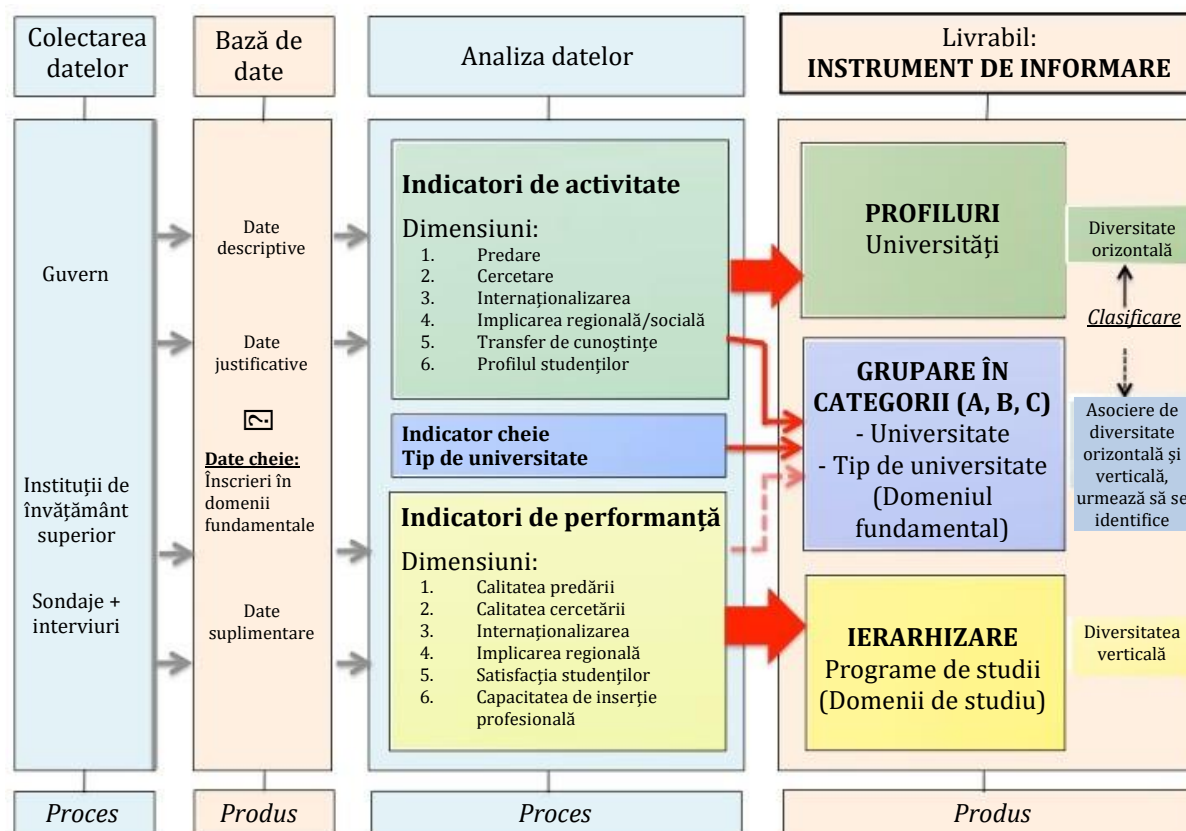 Colectarea
datelor
Bază de
date
Analiza datelor
Livrabil:
INSTRUMENT DE INFORMARE
Guvern
Instituții de
învățământ
superior
Sondaje +
interviuri
Date
descriptive
Date
justificative
?
Date cheie:
Înscrieri în
domenii
fundamentale
Date
suplimentare
Indicatori de activitate
Dimensiuni:
1. Predare
2. Cercetare
3. Internaționalizarea
4. Implicarea regională/socială
5. Transfer de cunoștințe
6. Profilul studenților
Indicator cheie
Tip de universitate
Indicatori de performanță
Dimensiuni:
1. Calitatea predării
2. Calitatea cercetării
3. Internaționalizarea
4. Implicarea regională
5. Satisfacția studenților
6. Capacitatea de inserție
profesională
PROFILURI
Universități
GRUPARE ÎN
CATEGORII (A, B, C)
- Universitate
- Tip de universitate
(Domeniul
fundamental)
IERARHIZARE
Programe de studii
(Domenii de studiu)
Diversitate
orizontală
Clasificare
Asociere de
diversitate
orizontală și
verticală,
urmează să se
identifice
Diversitatea
verticală
Proces
Produs
Proces
Produs